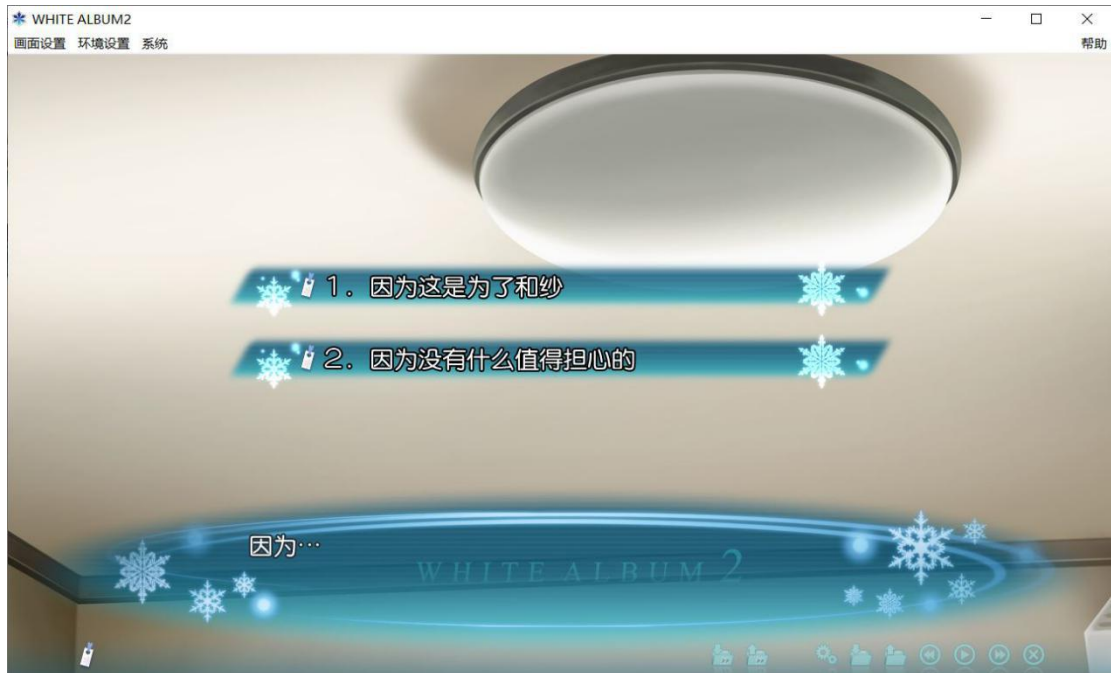 WHITE ALBUM2
画面设置 环境设置 系统 帮助
1. 因为这是为了和纱
2. 因为没有什么值得担心的
因为…
WHITE ALBUM 2